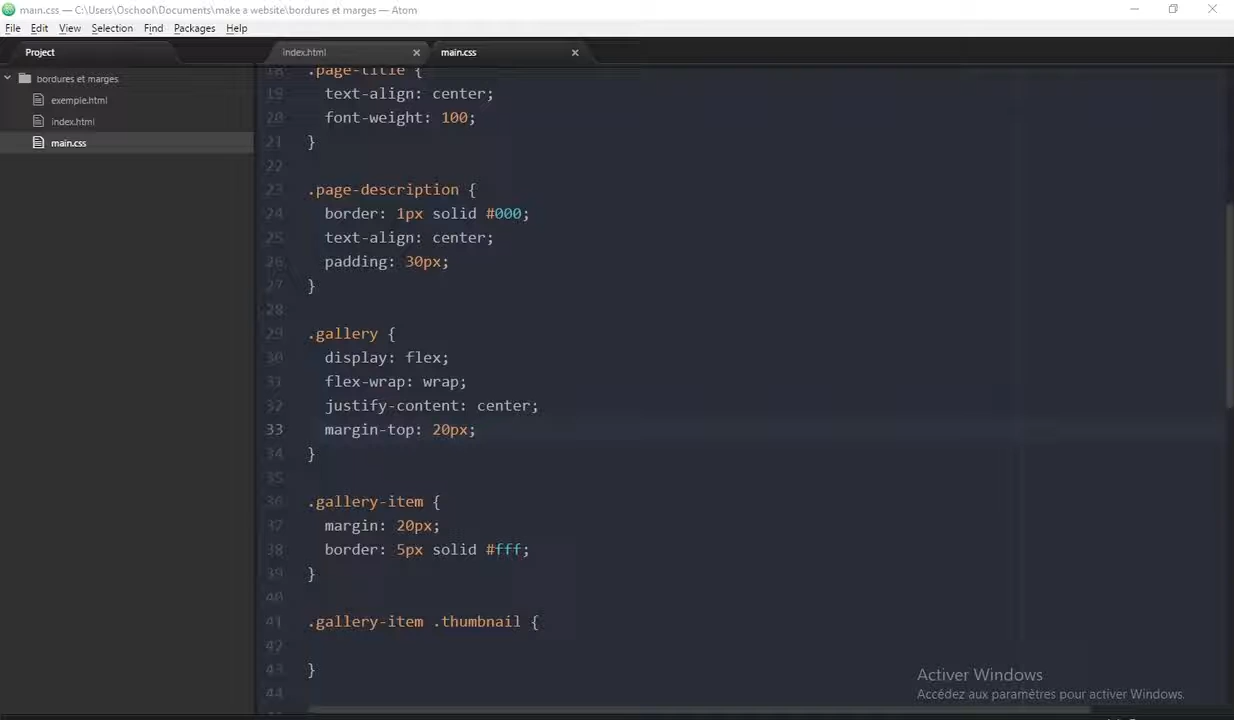 main.css — C:\Users\Oschool\Documents\make a website\bordures et marges — Atom
File Edit View Selection Find Packages Help
Project
index.html
main.css
bordures et marges
exemple.html
index.html
main.css
18 .page-title {
19 text-align: center;
20 font-weight: 100;
21 }
22
23 .page-description {
24 border: 1px solid #000;
25 text-align: center;
26 padding: 30px;
27 }
28
29 .gallery {
30 display: flex;
31 flex-wrap: wrap;
32 justify-content: center;
33 margin-top: 20px;
34 }
35
36 .gallery-item {
37 margin: 20px;
38 border: 5px solid #fff;
39 }
40
41 .gallery-item .thumbnail {
42
43 }
44
Activer Windows
Accédez aux paramètres pour activer Windows.